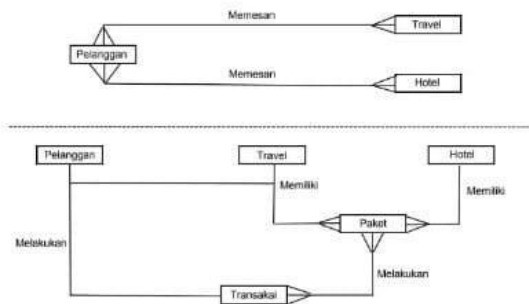 Memesan
Travel
Pelanggan
Memesan
Hotel
Pelanggan
Travel
Hotel
Memiliki
Memiliki
Paket
Melakukan
Melakukan
Transaksi